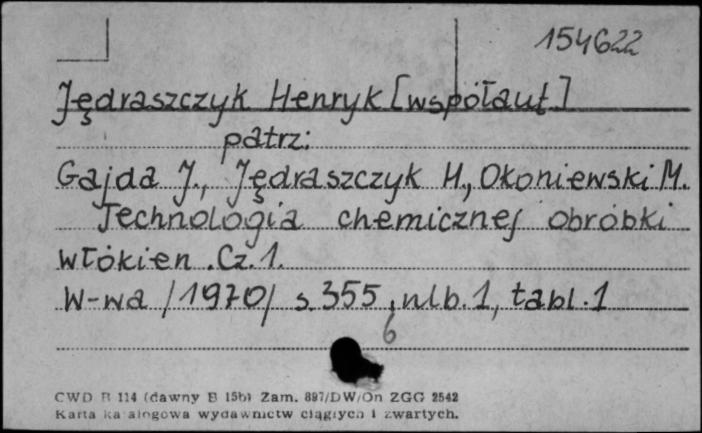 154622
Jędraszczyk Henryk [współaut]
patrz:
Gajda J., Jędraszczyk H., Okoniewski M.
Technologia chemicznej obróbki
włókien. Cz. 1.
W-wa /1970/ s. 355, nlb. 1, tabl. 1
6
CWD B 114 (dawny B 15b) Zam. 897/DW/On ZGG 2542
Karta katalogowa wydawnictw ciągłych i zwartych.